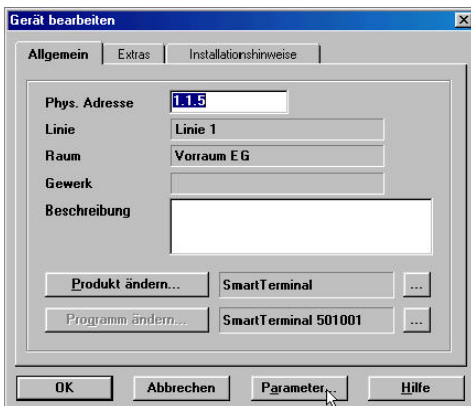 Gerät bearbeiten
Allgemein Extras Installationshinweise
Phys. Adresse 1.1.5
Linie Linie 1
Raum Vorraum EG
Gewerk
Beschreibung
Produkt ändern... SmartTerminal ...
Programm ändern... SmartTerminal 501001 ...
OK Abbrechen Parameter... Hilfe